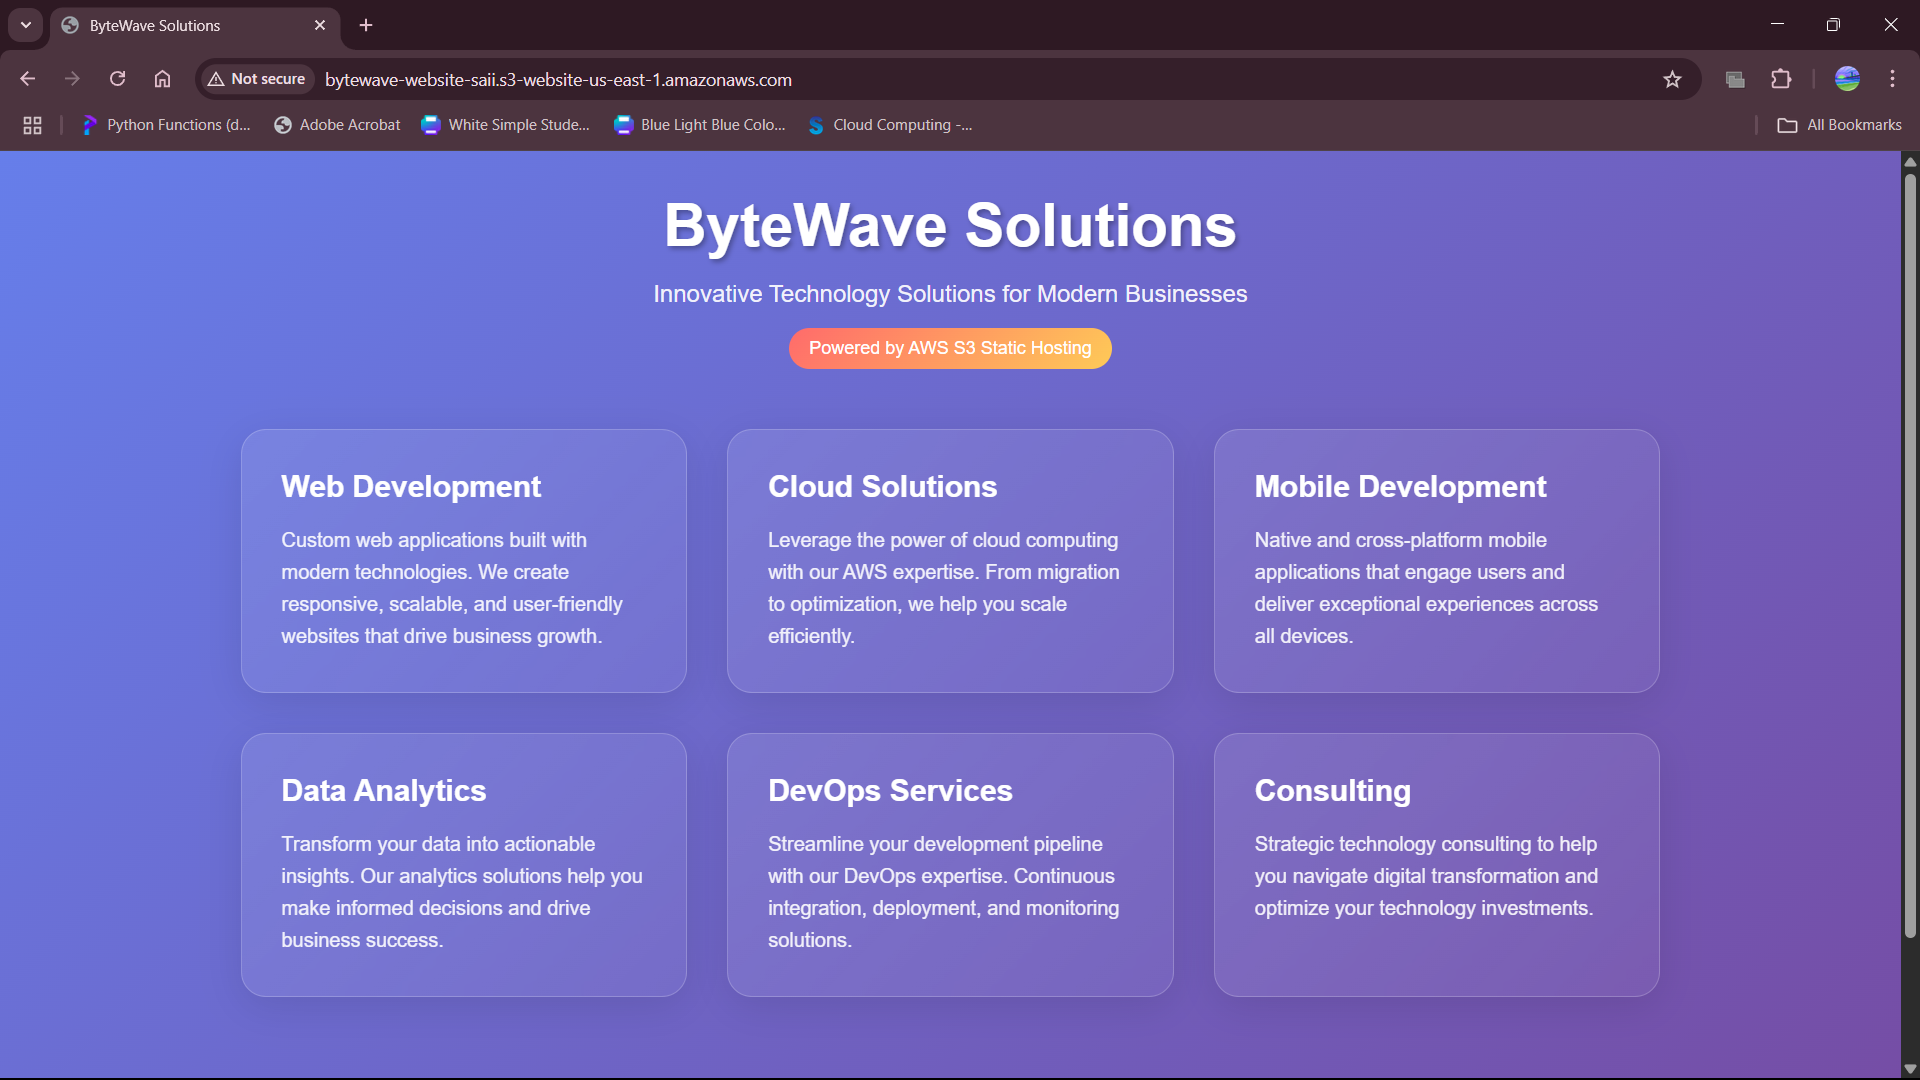 ByteWave Solutions
Not secure
bytewave-website-saii.s3-website-us-east-1.amazonaws.com
Python Functions (d...
Adobe Acrobat
White Simple Stude...
Blue Light Blue Colo...
Cloud Computing -...
All Bookmarks
ByteWave Solutions
Innovative Technology Solutions for Modern Businesses
Powered by AWS S3 Static Hosting
Web Development
Custom web applications built with
modern technologies. We create
responsive, scalable, and user-friendly
websites that drive business growth.
Cloud Solutions
Leverage the power of cloud computing
with our AWS expertise. From migration
to optimization, we help you scale
efficiently.
Mobile Development
Native and cross-platform mobile
applications that engage users and
deliver exceptional experiences across
all devices.
Data Analytics
Transform your data into actionable
insights. Our analytics solutions help you
make informed decisions and drive
business success.
DevOps Services
Streamline your development pipeline
with our DevOps expertise. Continuous
integration, deployment, and monitoring
solutions.
Consulting
Strategic technology consulting to help
you navigate digital transformation and
optimize your technology investments.